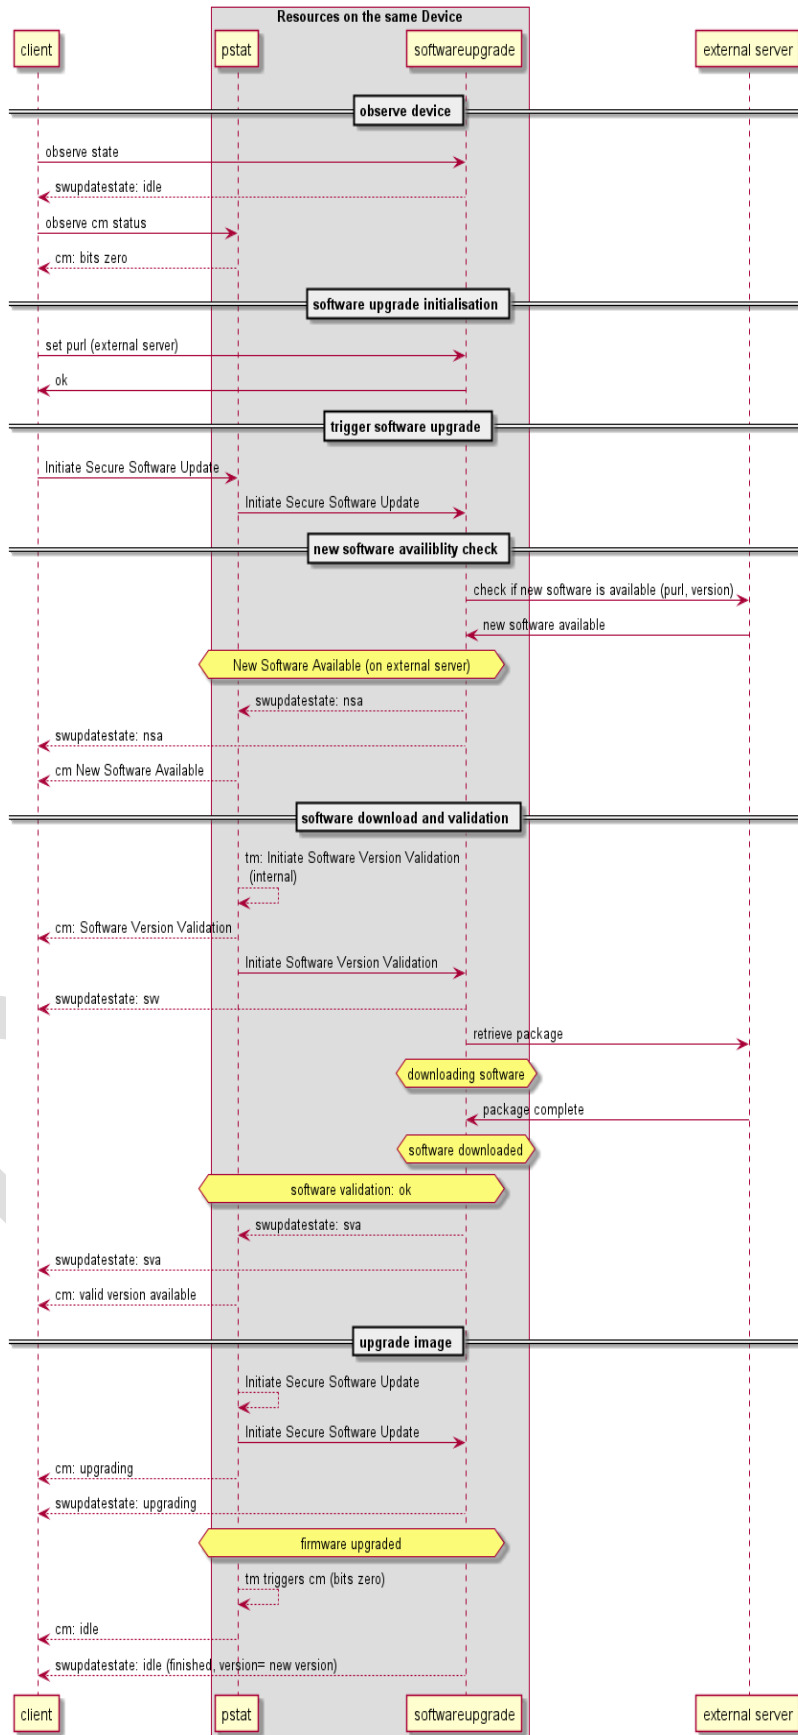 Resources on the same Device
client
pstat
softwareupgrade
external server
observe device
observe state
swupdatestate: idle
observe cm status
cm: bits zero
software upgrade initialisation
set purl (external server)
ok
trigger software upgrade
Initiate Secure Software Update
Initiate Secure Software Update
new software availiblity check
check if new software is available (purl, version)
new software available
New Software Available (on external server)
swupdatestate: nsa
swupdatestate: nsa
cm New Software Available
software download and validation
tm: Initiate Software Version Validation
(internal)
cm: Software Version Validation
Initiate Software Version Validation
swupdatestate: svv
retrieve package
downloading software
package complete
software downloaded
software validation: ok
swupdatestate: sva
swupdatestate: sva
cm: valid version available
upgrade image
Initiate Secure Software Update
Initiate Secure Software Update
cm: upgrading
swupdatestate: upgrading
firmware upgraded
tm triggers cm (bits zero)
cm: idle
swupdatestate: idle (finished, version= new version)
client
pstat
softwareupgrade
external server